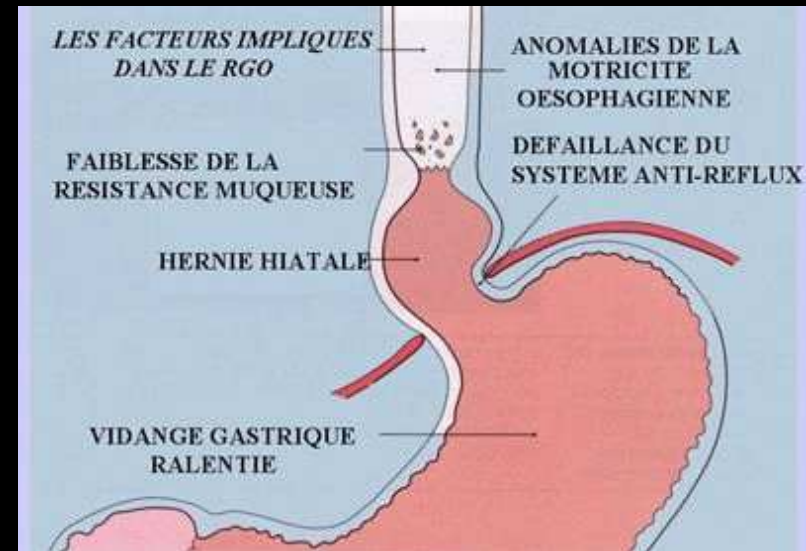 LES FACTEURS IMPLIQUES
DANS LE RGO
ANOMALIES DE LA
MOTRICITE
OESOPHAGIENNE
FAIBLESSE DE LA
RESISTANCE MUQUEUSE
DEFAILLANCE DU
SYSTEME ANTI-REFLUX
HERNIE HIATALE
VIDANGE GASTRIQUE
RALENTIE